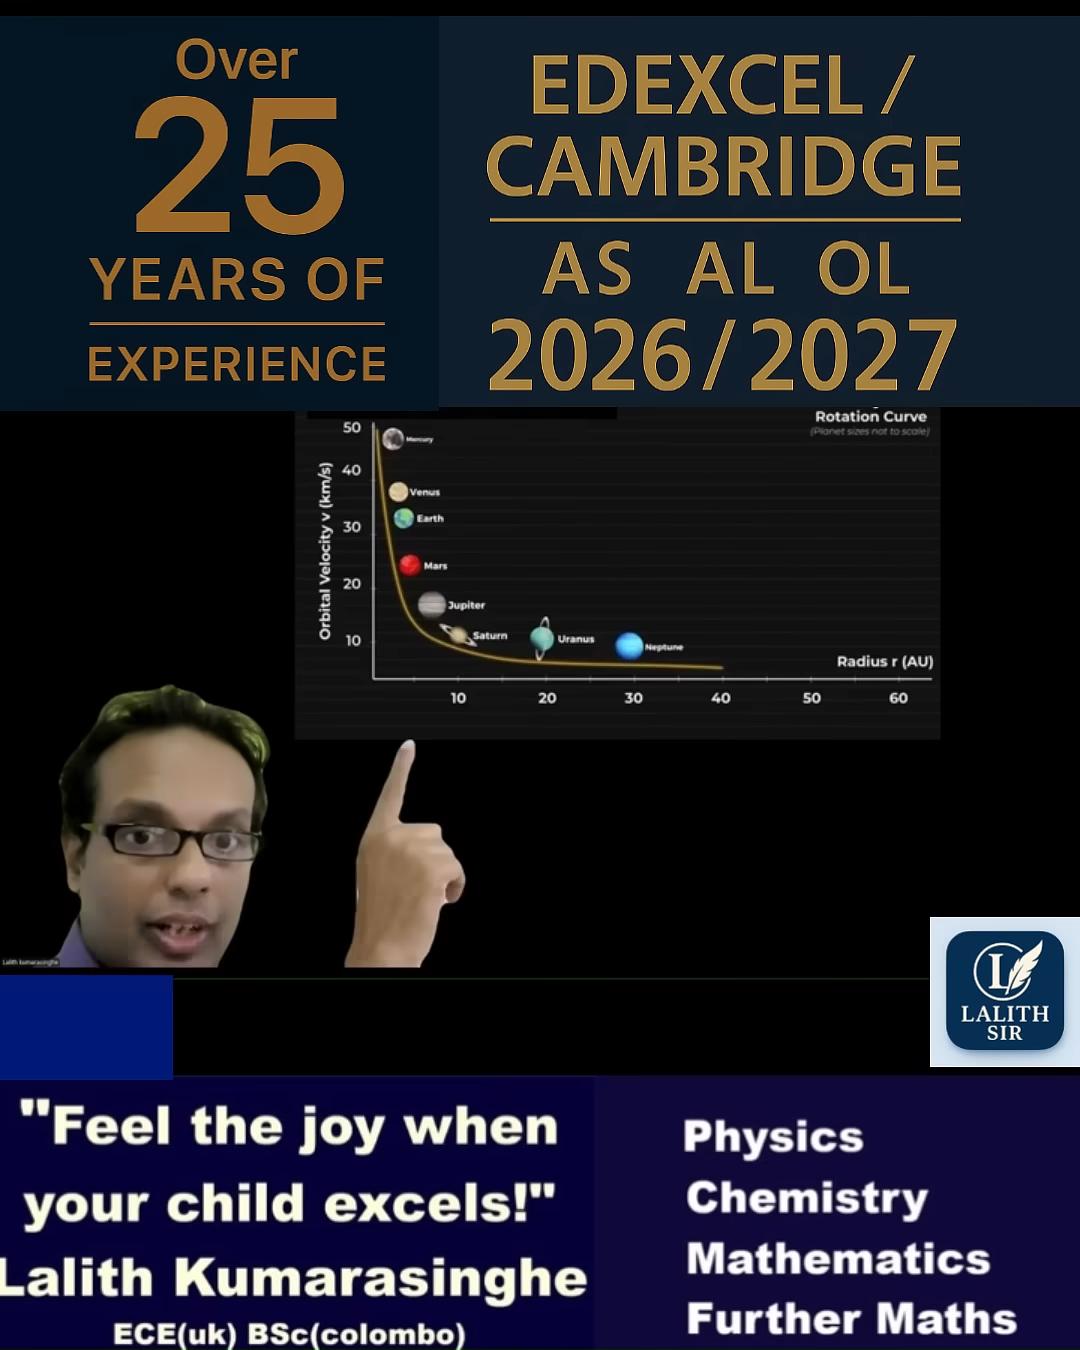 Over
25
YEARS OF
EXPERIENCE
EDEXCEL /
CAMBRIDGE
AS AL OL
2026/2027
Rotation Curve
(Planet sizes not to scale)
Orbital Velocity v (km/s)
50
40
30
20
10
Mercury
Venus
Earth
Mars
Jupiter
Saturn
Uranus
Neptune
Radius r (AU)
10 20 30 40 50 60
Lalith kumarasinghe
L
LALITH
SIR
"Feel the joy when
your child excels!"
Lalith Kumarasinghe
ECE(uk) BSc(colombo)
Physics
Chemistry
Mathematics
Further Maths